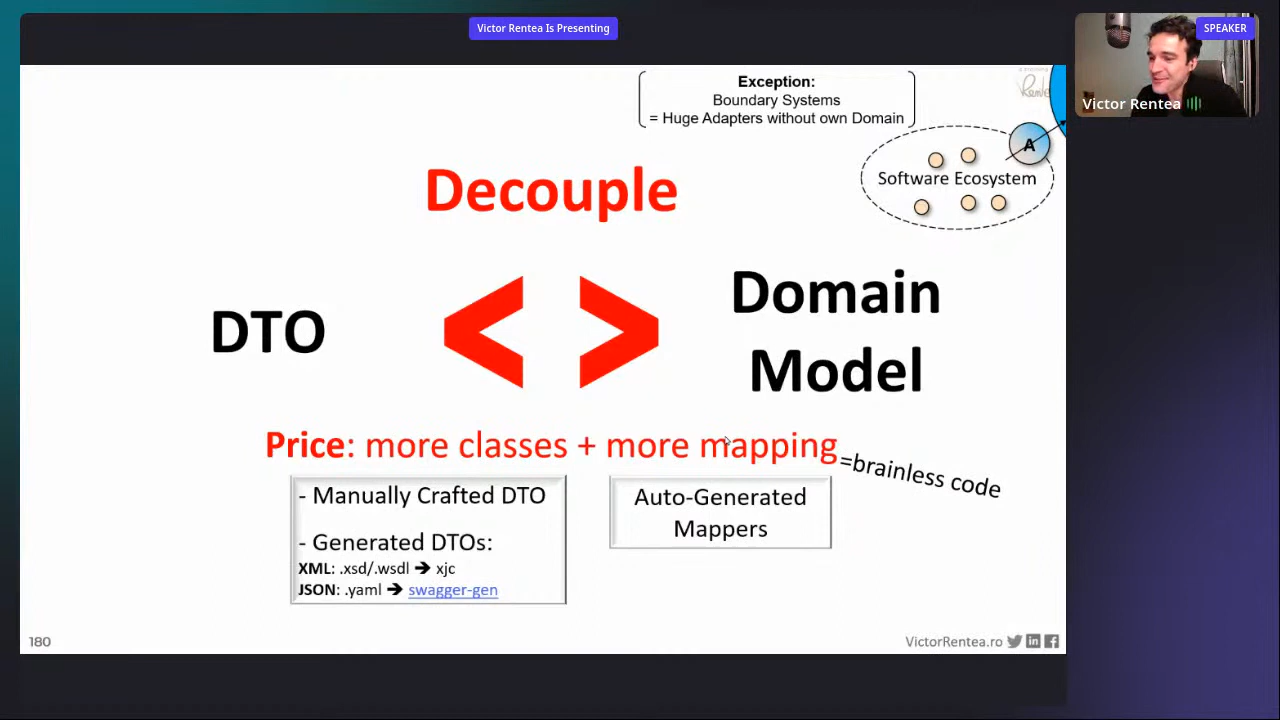 Victor Rentea Is Presenting
SPEAKER
Victor Rentea
Exception:
Boundary Systems
= Huge Adapters without own Domain
Rente
A
Software Ecosystem
Decouple
DTO
< >
Domain
Model
Price: more classes + more mapping
=brainless code
- Manually Crafted DTO
- Generated DTOs:
XML: .xsd/.wsdl ➔ xjc
JSON: .yaml ➔ swagger-gen
Auto-Generated
Mappers
180
VictorRentea.ro